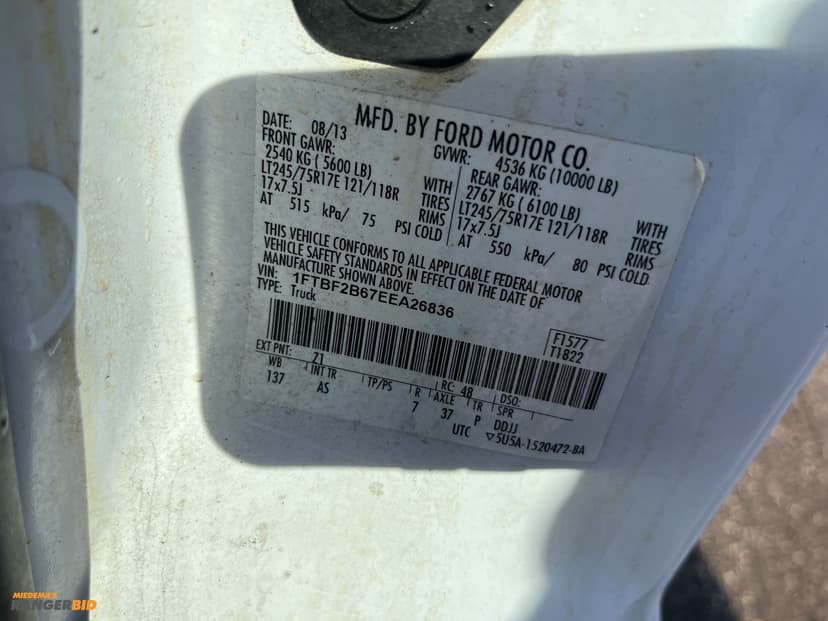 MFD. BY FORD MOTOR CO.
DATE: 08/13 GVWR: 4536 KG (10000 LB)
FRONT GAWR: REAR GAWR:
2540 KG ( 5600 LB) WITH 2767 KG ( 6100 LB) WITH
LT245/75R17E 121/118R TIRES LT245/75R17E 121/118R TIRES
17x7.5J RIMS 17x7.5J RIMS
AT 515 kPa/ 75 PSI COLD AT 550 kPa/ 80 PSI COLD
THIS VEHICLE CONFORMS TO ALL APPLICABLE FEDERAL MOTOR
VEHICLE SAFETY STANDARDS IN EFFECT ON THE DATE OF
MANUFACTURE SHOWN ABOVE.
VIN: 1FTBF2B67EEA26836
TYPE: Truck
F1577
T1822
EXT PNT: Z1 RC: 48 DSO:
WB INT TR TP/PS R AXLE TR SPR
137 AS 7 37 P DDJJ
UTC ▽5U5A-1520472-BA
MIEDEMA'S
RANGERBID